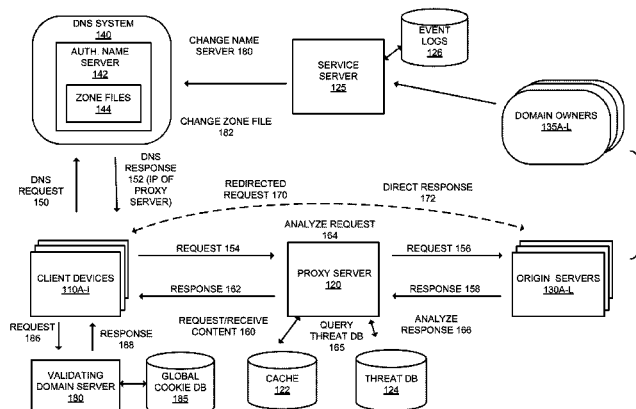 DNS SYSTEM
140
AUTH. NAME
SERVER
142
ZONE FILES
144
CHANGE NAME
SERVER 180
CHANGE ZONE FILE
182
SERVICE
SERVER
125
EVENT
LOGS
126
DOMAIN OWNERS
135A-L
DNS
REQUEST
150
DNS
RESPONSE
152 (IP OF
PROXY
SERVER)
REDIRECTED
REQUEST 170
DIRECT RESPONSE
172
ANALYZE REQUEST
164
CLIENT DEVICES
110A-I
REQUEST 154
RESPONSE 162
PROXY SERVER
120
REQUEST 156
RESPONSE 158
ORIGIN SERVERS
130A-L
REQUEST
186
RESPONSE
188
REQUEST/RECEIVE
CONTENT 160
QUERY
THREAT DB
165
ANALYZE
RESPONSE 166
VALIDATING
DOMAIN SERVER
180
GLOBAL
COOKIE DB
185
CACHE
122
THREAT DB
124